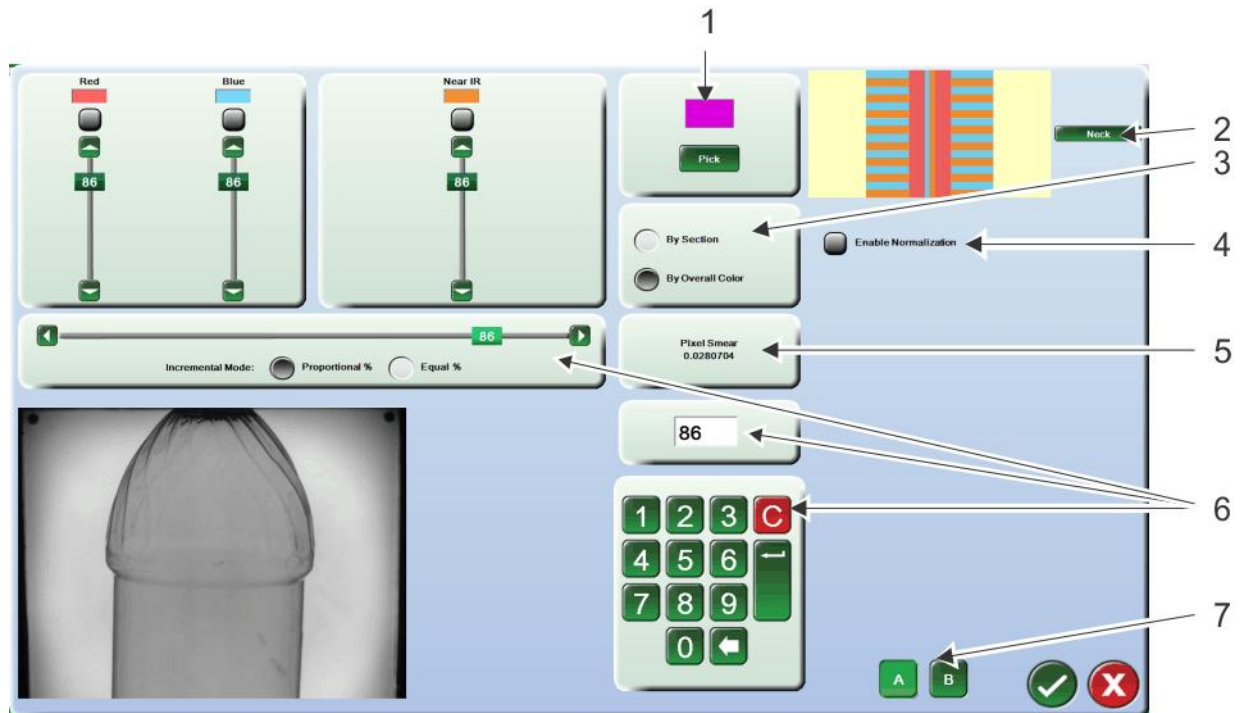 1
Red
Blue
Near IR
86
86
86
Pick
Neck
2
3
By Section
By Overall Color
Enable Normalization
4
86
Incremental Mode:
Proportional %
Equal %
Pixel Smear
0.0280704
5
86
1 2 3 C
4 5 6
7 8 9
0
6
A
B
7